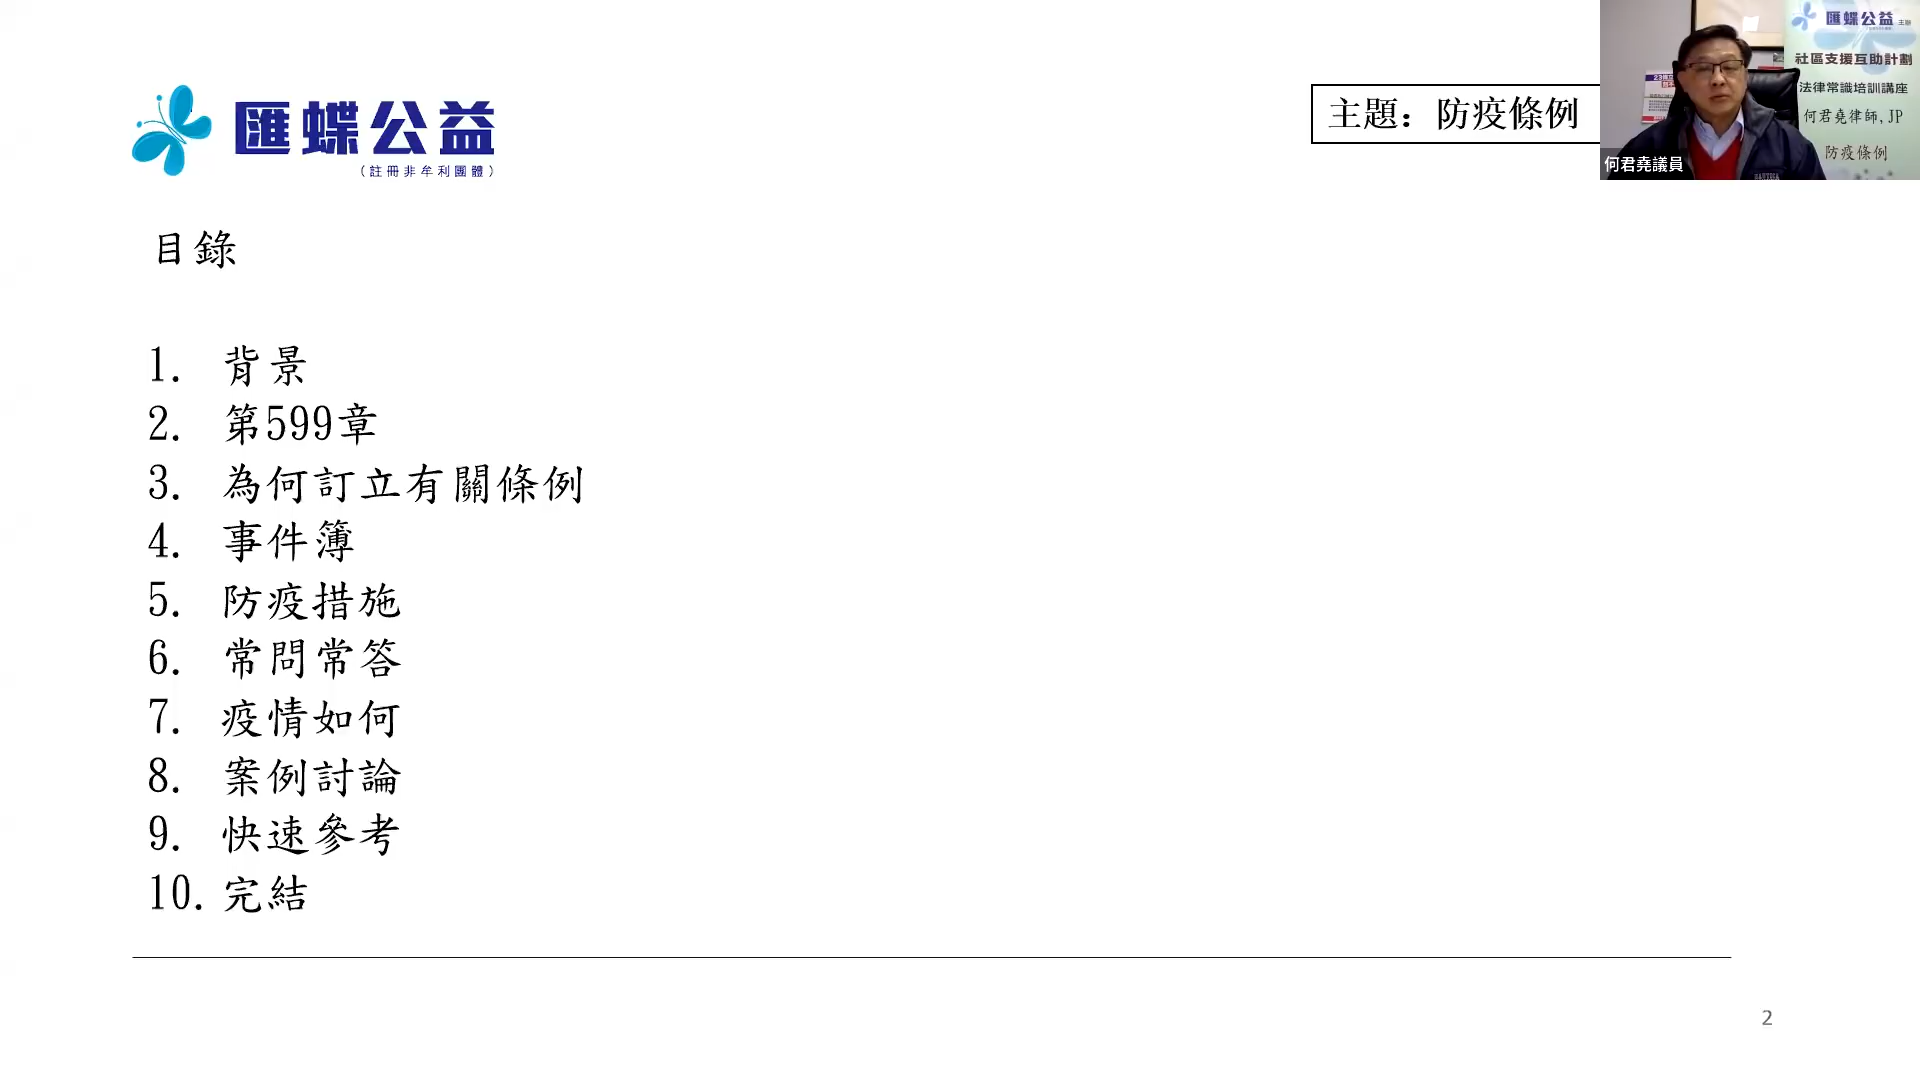 匯蝶公益
(註冊非牟利團體)
主題：防疫條例
匯蝶公益 主辦
社區支援互助計劃
法律常識培訓講座
何君堯律師, JP
防疫條例
何君堯議員
目錄
1. 背景
2. 第599章
3. 為何訂立有關條例
4. 事件簿
5. 防疫措施
6. 常問常答
7. 疫情如何
8. 案例討論
9. 快速參考
10. 完結
2